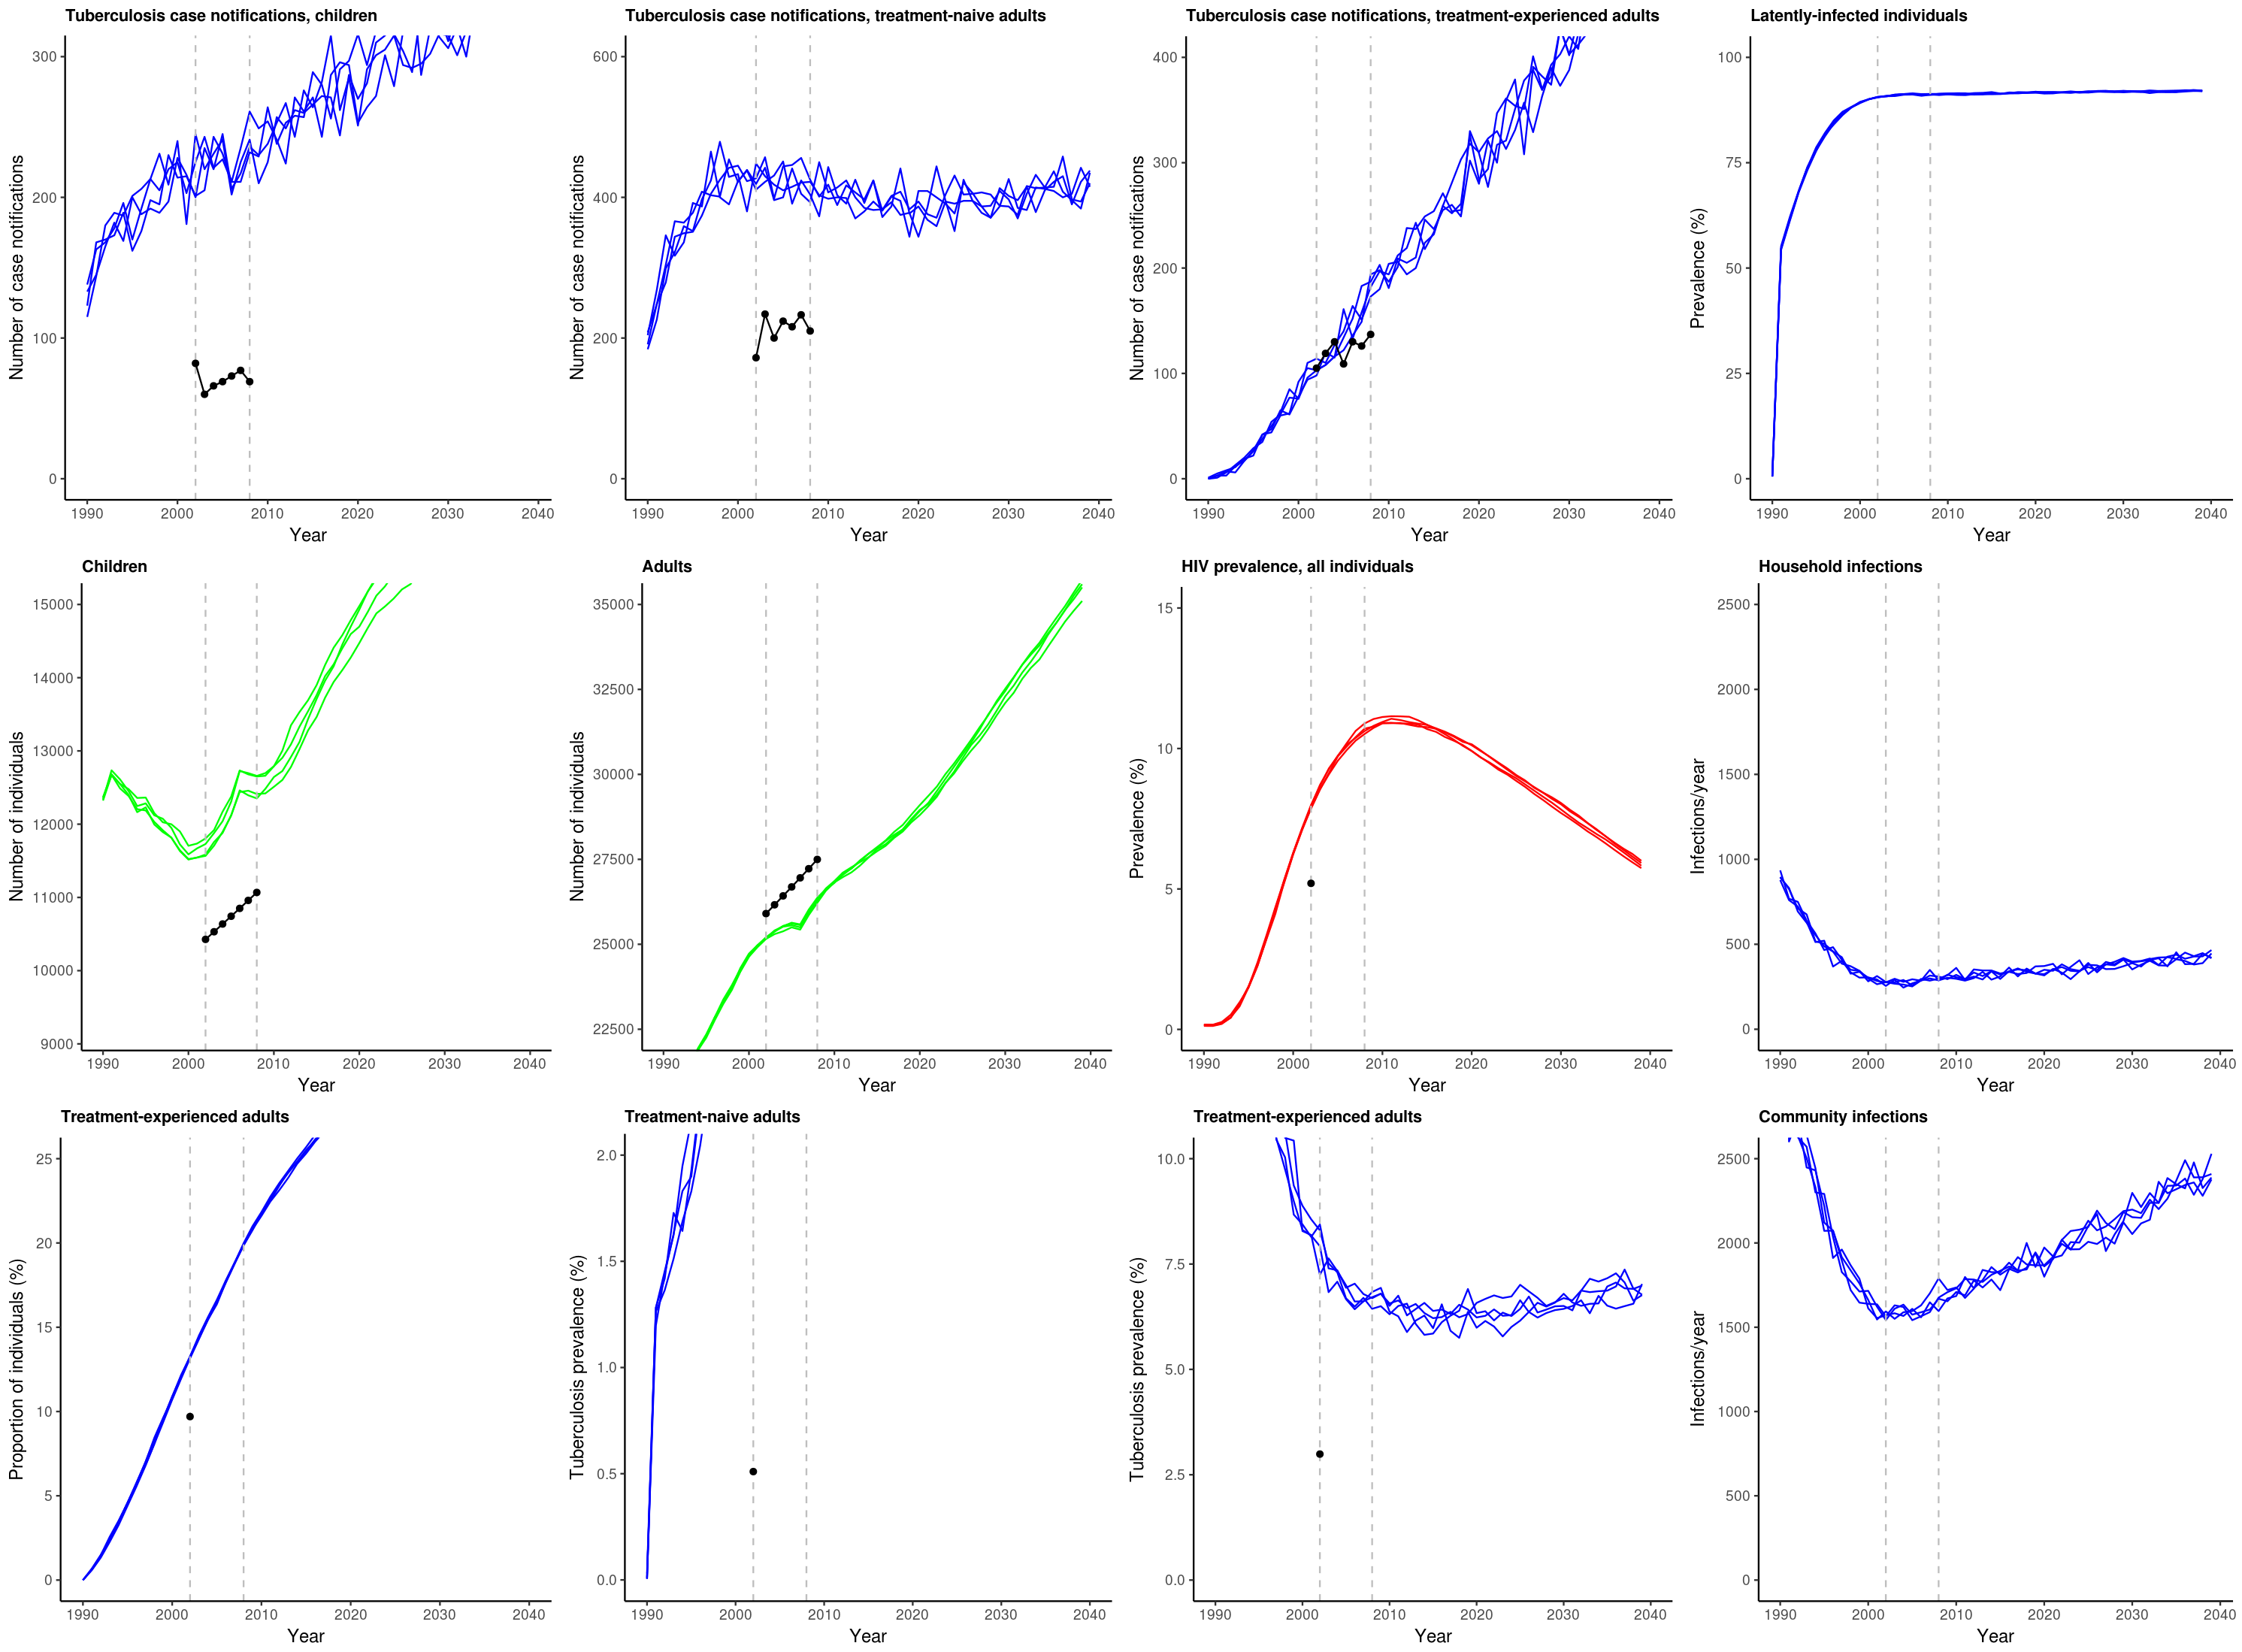 Tuberculosis case notifications, children
Tuberculosis case notifications, treatment-naive adults
Tuberculosis case notifications, treatment-experienced adults
Latently-infected individuals
Number of case notifications
300
200
100
0
1990 2000 2010 2020 2030 2040
Year
Number of case notifications
600
400
200
0
1990 2000 2010 2020 2030 2040
Year
Number of case notifications
400
300
200
100
0
1990 2000 2010 2020 2030 2040
Year
Prevalence (%)
100
75
50
25
0
1990 2000 2010 2020 2030 2040
Year
Children
Adults
HIV prevalence, all individuals
Household infections
Number of individuals
15000
14000
13000
12000
11000
10000
9000
1990 2000 2010 2020 2030 2040
Year
Number of individuals
35000
32500
30000
27500
25000
22500
1990 2000 2010 2020 2030 2040
Year
Prevalence (%)
15
10
5
0
1990 2000 2010 2020 2030 2040
Year
Infections/year
2500
2000
1500
1000
500
0
1990 2000 2010 2020 2030 2040
Year
Treatment-experienced adults
Treatment-naive adults
Treatment-experienced adults
Community infections
Proportion of individuals (%)
25
20
15
10
5
0
1990 2000 2010 2020 2030 2040
Year
Tuberculosis prevalence (%)
2.0
1.5
1.0
0.5
0.0
1990 2000 2010 2020 2030 2040
Year
Tuberculosis prevalence (%)
10.0
7.5
5.0
2.5
0.0
1990 2000 2010 2020 2030 2040
Year
Infections/year
2500
2000
1500
1000
500
0
1990 2000 2010 2020 2030 2040
Year